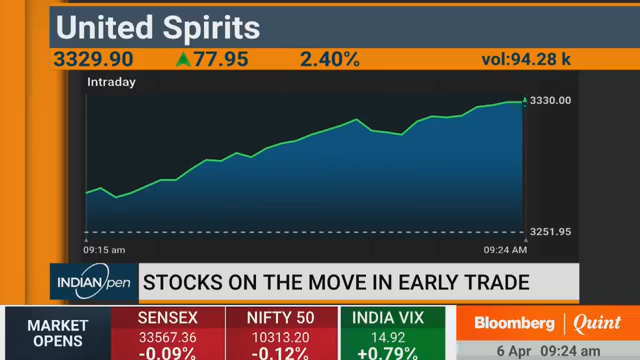 United Spirits
3329.90 77.95 2.40% vol:94.28 k
Intraday
3330.00
3251.95
09:15 am 09:24 AM
INDIAN Open STOCKS ON THE MOVE IN EARLY TRADE
MARKET OPENS
SENSEX
33567.36
-0.09%
NIFTY 50
10313.20
-0.12%
INDIA VIX
14.92
+0.79%
Bloomberg | Quint
6 Apr 09:24 am